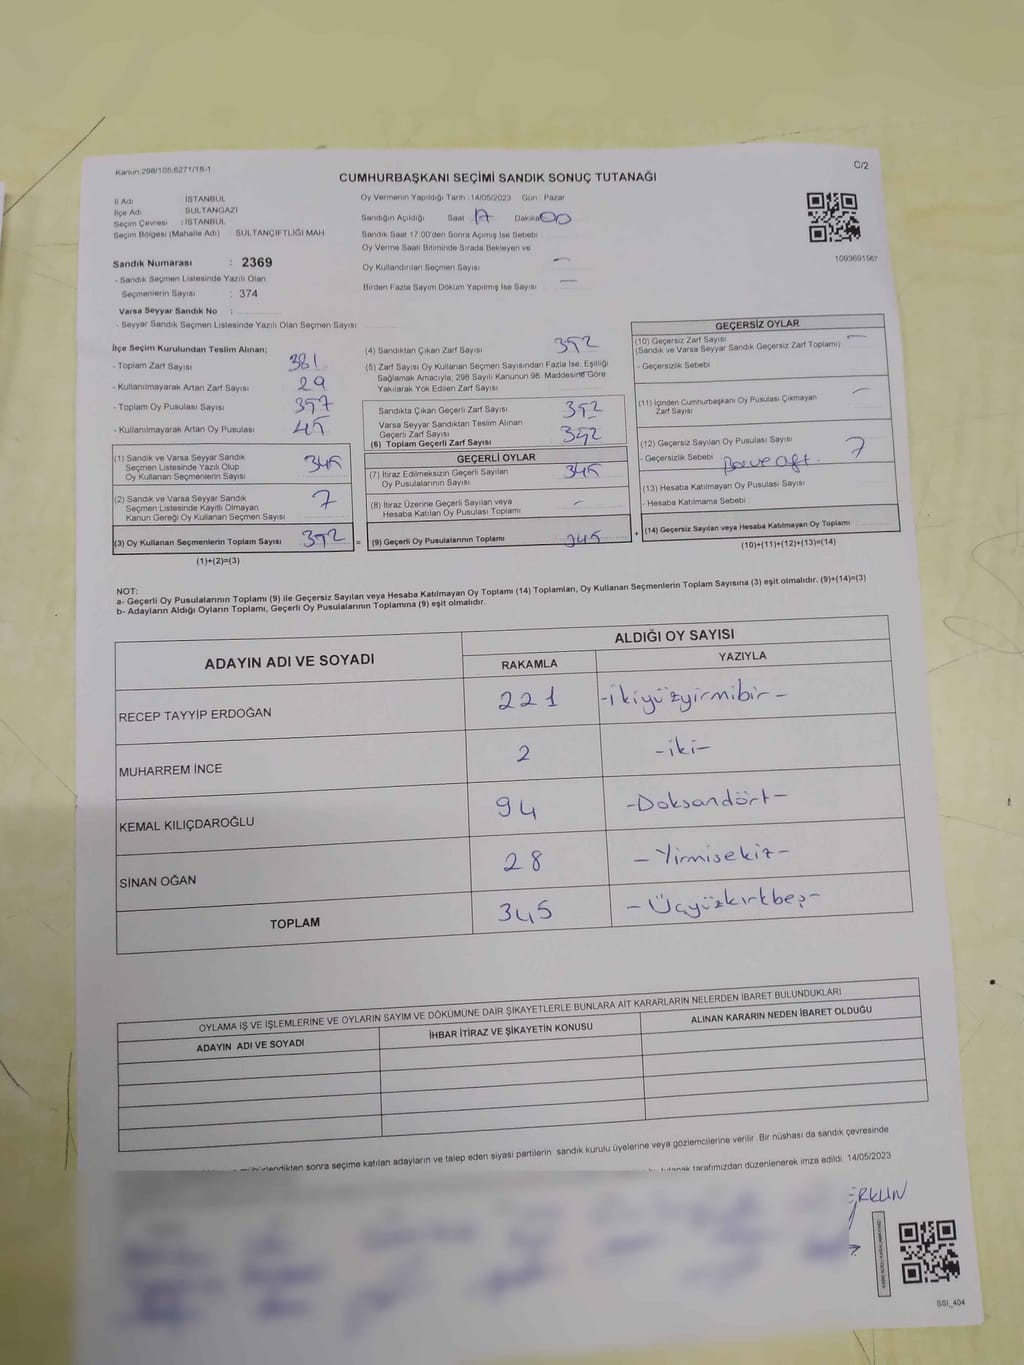 Kanun:298/105;6271/18-1
C/2
CUMHURBAŞKANI SEÇİMİ SANDIK SONUÇ TUTANAĞI
İl Adı : İSTANBUL
İlçe Adı : SULTANGAZİ
Seçim Çevresi : İSTANBUL
Seçim Bölgesi (Mahalle Adı) : SULTANÇİFTLİĞİ MAH.
Sandık Numarası : 2369
- Sandık Seçmen Listesinde Yazılı Olan
Seçmenlerin Sayısı : 374
Varsa Seyyar Sandık No :
- Seyyar Sandık Seçmen Listesinde Yazılı Olan Seçmen Sayısı:
Oy Vermenin Yapıldığı Tarih 14/05/2023 Gün : Pazar
Sandığın Açıldığı Saat 17 Dakika 00
Sandık Saat 17:00'den Sonra Açımış İse Sebebi :
Oy Verme Saati Bitiminde Sırada Bekleyen ve
Oy Kullandırılan Seçmen Sayısı —
Birden Fazla Sayım Döküm Yapılmış İse Sayısı —
1093691567
İlçe Seçim Kurulundan Teslim Alınan;
- Toplam Zarf Sayısı 381
- Kullanılmayarak Artan Zarf Sayısı 29
- Toplam Oy Pusulası Sayısı 397
- Kullanılmayarak Artan Oy Pusulası 45
(1) Sandık ve Varsa Seyyar Sandık
Seçmen Listesinde Yazılı Olup
Oy Kullanan Seçmenlerin Sayısı 345
(2) Sandık ve Varsa Seyyar Sandık
Seçmen Listesinde Kayıtlı Olmayan
Kanun Gereği Oy Kullanan Seçmen Sayısı 7
(3) Oy Kullanan Seçmenlerin Toplam Sayısı 352 =
(1)+(2)=(3)
(4) Sandıktan Çıkan Zarf Sayısı 352
(5) Zarf Sayısı Oy Kullanan Seçmen Sayısından Fazla İse, Eşitliği
Sağlamak Amacıyla, 298 Sayılı Kanunun 98. Maddesine Göre
Yakılarak Yok Edilen Zarf Sayısı
Sandıkta Çıkan Geçerli Zarf Sayısı 352
Varsa Seyyar Sandıktan Teslim Alınan
Geçerli Zarf Sayısı
(6) Toplam Geçerli Zarf Sayısı 352
GEÇERLİ OYLAR
(7) İtiraz Edilmeksizin Geçerli Sayılan
Oy Pusulalarının Sayısı 345
(8) İtiraz Üzerine Geçerli Sayılan veya
Hesaba Katılan Oy Pusulası Toplamı —
(9) Geçerli Oy Pusulalarının Toplamı 345 +
GEÇERSİZ OYLAR
(10) Geçersiz Zarf Sayısı —
(Sandık ve Varsa Seyyar Sandık Geçersiz Zarf Toplamı)
- Geçersizlik Sebebi
(11) İçinden Cumhurbaşkanı Oy Pusulası Çıkmayan
Zarf Sayısı —
(12) Geçersiz Sayılan Oy Pusulası Sayısı 7
- Geçersizlik Sebebi
(13) Hesaba Katılmayan Oy Pusulası Sayısı
- Hesaba Katılmama Sebebi
(14) Geçersiz Sayılan veya Hesaba Katılmayan Oy Toplamı
(10)+(11)+(12)+(13)=(14)
NOT:
a- Geçerli Oy Pusulalarının Toplamı (9) ile Geçersiz Sayılan veya Hesaba Katılmayan Oy Toplamı (14) Toplamları, Oy Kullanan Seçmenlerin Toplam Sayısına (3) eşit olmalıdır. (9)+(14)=(3)
b- Adayların Aldığı Oyların Toplamı, Geçerli Oy Pusulalarının Toplamına (9) eşit olmalıdır.
ADAYIN ADI VE SOYADI
ALDIĞI OY SAYISI
RAKAMLA YAZIYLA
RECEP TAYYİP ERDOĞAN 221 -ikiyüzyirmibir-
MUHARREM İNCE 2 -iki-
KEMAL KILIÇDAROĞLU 94 -Doksandört-
SİNAN OĞAN 28 -Yirmisekiz-
TOPLAM 345 -Üçyüzkırkbeş-
OYLAMA İŞ VE İŞLEMLERİNE VE OYLARIN SAYIM VE DÖKÜMÜNE DAİR ŞİKAYETLERLE BUNLARA AİT KARARLARIN NELERDEN İBARET BULUNDUKLARI
ADAYIN ADI VE SOYADI İHBAR İTİRAZ VE ŞİKAYETİN KONUSU ALINAN KARARIN NEDEN İBARET OLDUĞU
mühürlendikten sonra seçime katılan adayların ve talep eden siyasi partilerin sandık kurulu üyelerine veya gözlemcilerine verilir. Bir nüshası da sandık çevresinde
tutanak tarafımızdan düzenlenerek imza edildi. 14/05/2023
SSI_404